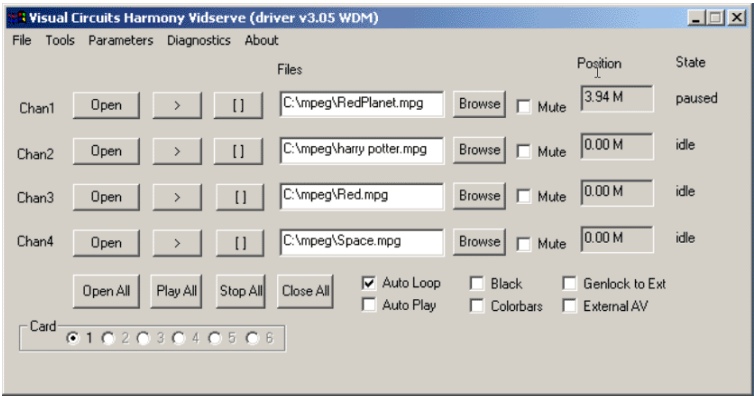 Visual Circuits Harmony Vidserve (driver v3.05 WDM)
File Tools Parameters Diagnostics About
Files Position State
Chan1 Open > [ ] C:\mpeg\RedPlanet.mpg Browse Mute 3.94 M paused
Chan2 Open > [ ] C:\mpeg\harry potter.mpg Browse Mute 0.00 M idle
Chan3 Open > [ ] C:\mpeg\Red.mpg Browse Mute 0.00 M idle
Chan4 Open > [ ] C:\mpeg\Space.mpg Browse Mute 0.00 M idle
Open All Play All Stop All Close All Auto Loop Black Genlock to Ext
Auto Play Colorbars External AV
Card
1 2 3 4 5 6